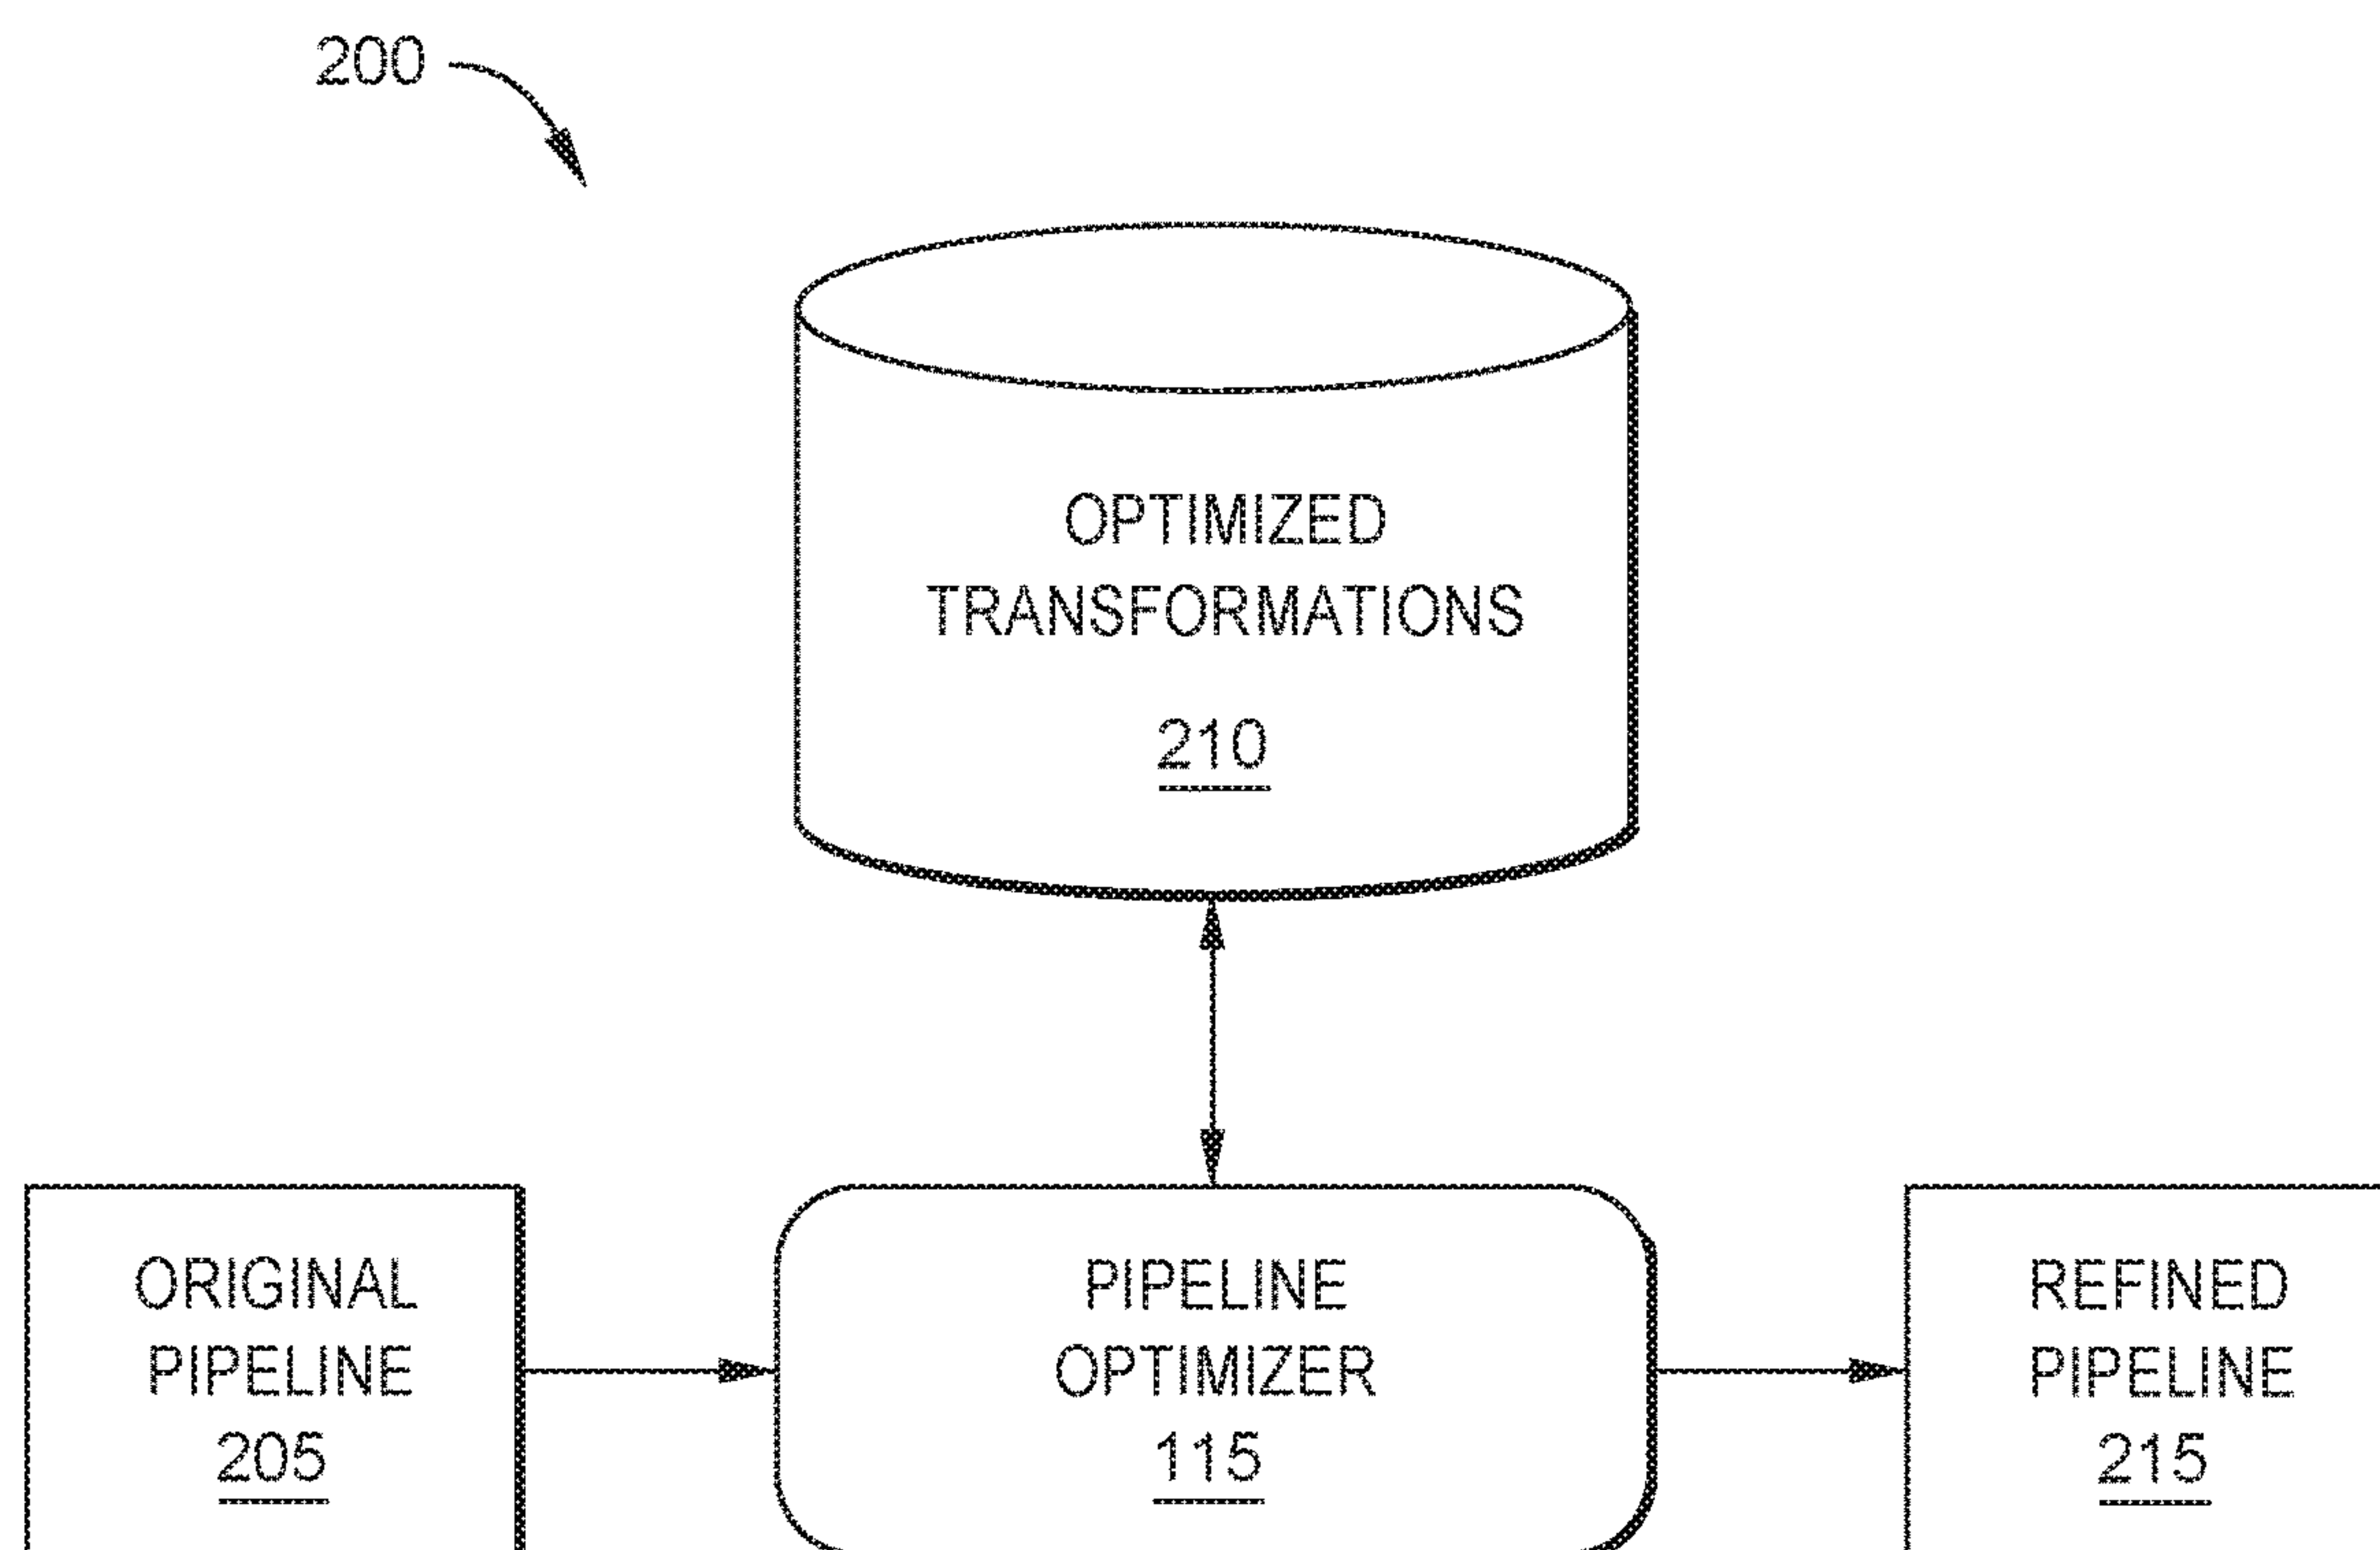 200
OPTIMIZED
TRANSFORMATIONS
210
ORIGINAL
PIPELINE
205
PIPELINE
OPTIMIZER
115
REFINED
PIPELINE
215